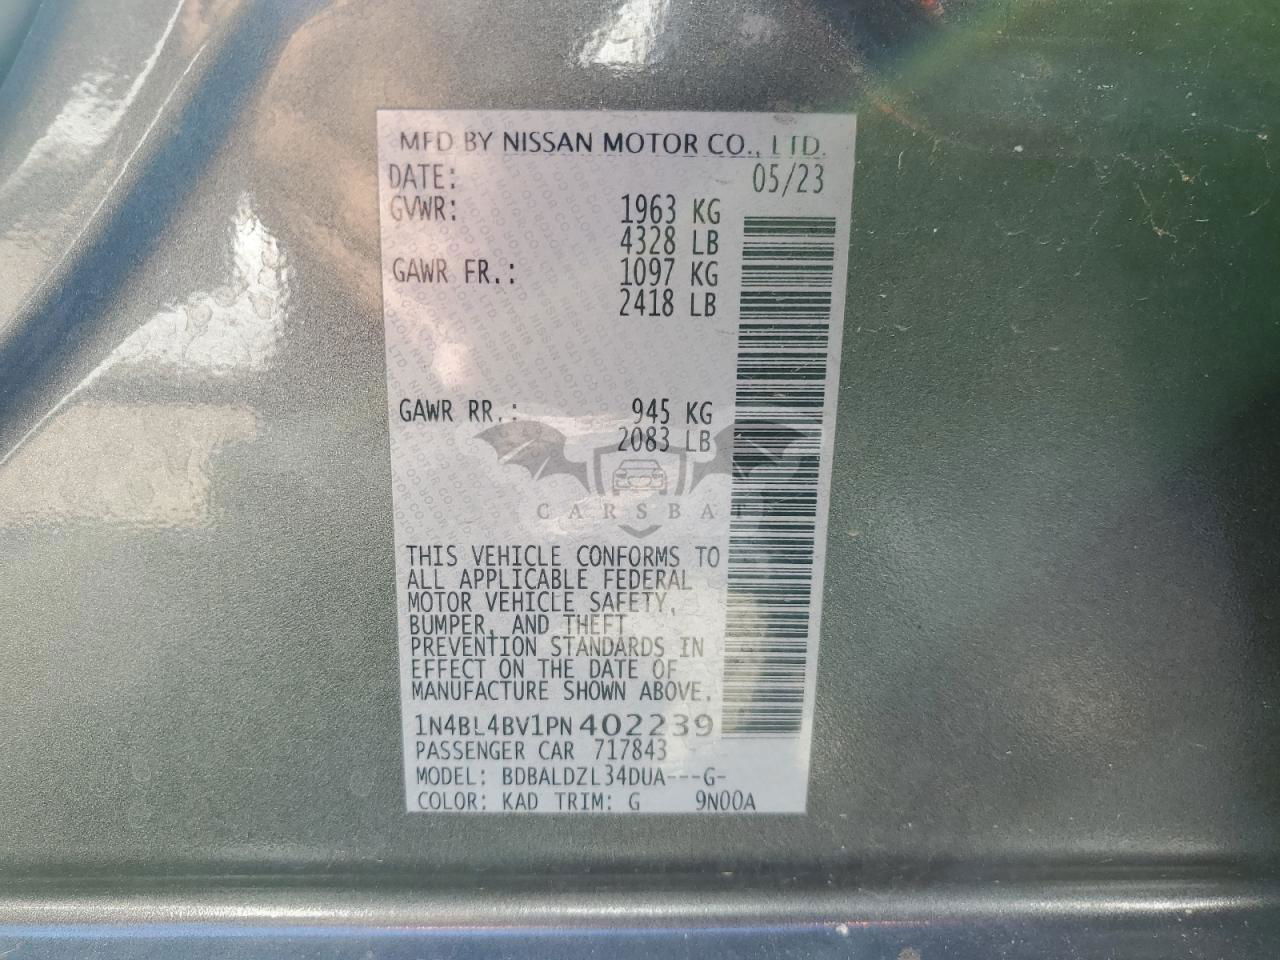 MFD BY NISSAN MOTOR CO., LTD.
DATE: 05/23
GVWR: 1963 KG
4328 LB
GAWR FR.: 1097 KG
2418 LB
GAWR RR.: 945 KG
2083 LB
CARSBAT
THIS VEHICLE CONFORMS TO
ALL APPLICABLE FEDERAL
MOTOR VEHICLE SAFETY,
BUMPER, AND THEFT
PREVENTION STANDARDS IN
EFFECT ON THE DATE OF
MANUFACTURE SHOWN ABOVE.
1N4BL4BV1PN402239
PASSENGER CAR 717843
MODEL: BDBALDZL34DUA---G-
COLOR: KAD TRIM: G 9N00A